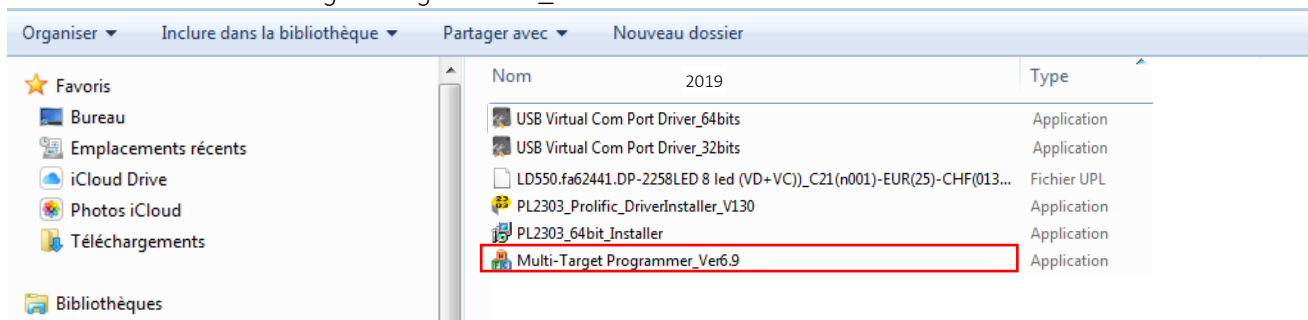 Organiser Inclure dans la bibliothèque Partager avec Nouveau dossier
Favoris
Bureau
Emplacements récents
iCloud Drive
Photos iCloud
Téléchargements
Bibliothèques
Nom 2019 Type
USB Virtual Com Port Driver_64bits Application
USB Virtual Com Port Driver_32bits Application
LD550.fa62441.DP-2258LED 8 led (VD+VC))_C21(n001)-EUR(25)-CHF(013... Fichier UPL
PL2303_Prolific_DriverInstaller_V130 Application
PL2303_64bit_Installer Application
Multi-Target Programmer_Ver6.9 Application